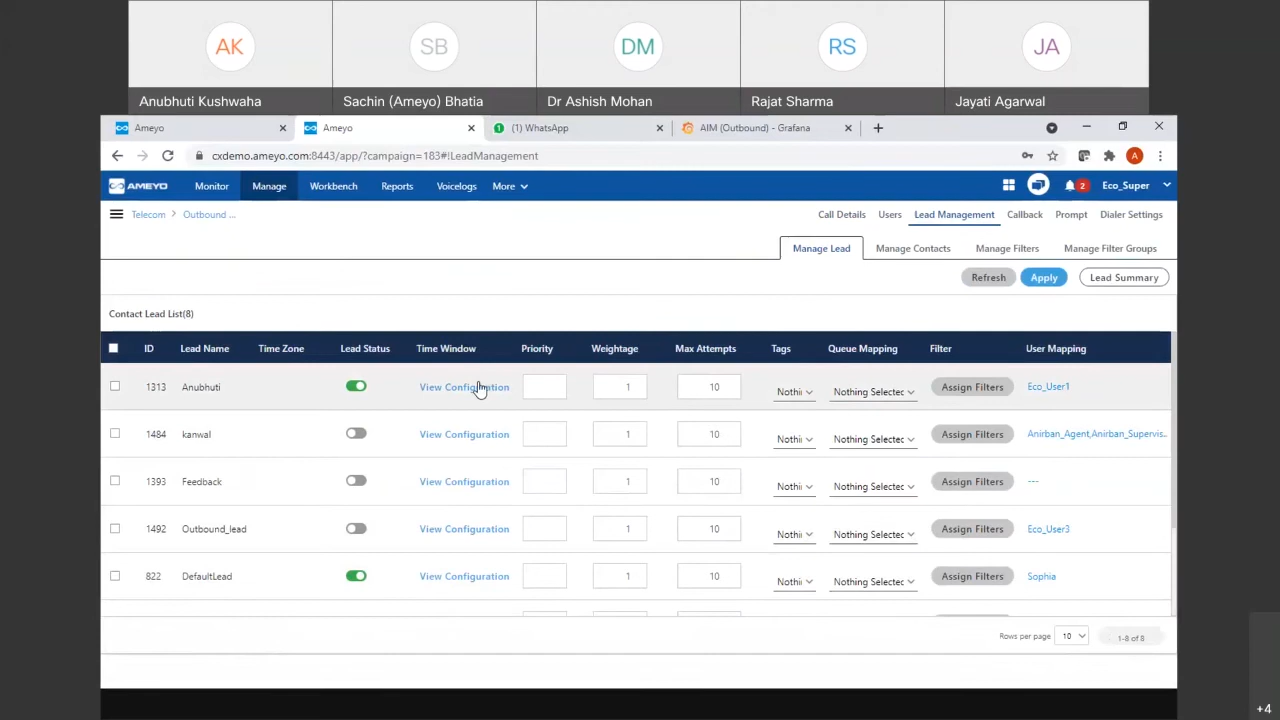 AK SB DM RS JA
Anubhuti Kushwaha Sachin (Ameyo) Bhatia Dr Ashish Mohan Rajat Sharma Jayati Agarwal
Ameyo Ameyo (1) WhatsApp AIM (Outbound) - Grafana
cxdemo.ameyo.com:8443/app/?campaign=183#!LeadManagement A
AMEYO Monitor Manage Workbench Reports Voicelogs More 2 Eco_Super
Telecom > Outbound ... Call Details Users Lead Management Callback Prompt Dialer Settings
Manage Lead Manage Contacts Manage Filters Manage Filter Groups
Refresh Apply Lead Summary
Contact Lead List(8)
ID Lead Name Time Zone Lead Status Time Window Priority Weightage Max Attempts Tags Queue Mapping Filter User Mapping
1313 Anubhuti View Configuration 1 10 Nothi Nothing Selected Assign Filters Eco_User1
1484 kanwal View Configuration 1 10 Nothi Nothing Selected Assign Filters Anirban_Agent,Anirban_Supervis...
1393 Feedback View Configuration 1 10 Nothi Nothing Selected Assign Filters ---
1492 Outbound_lead View Configuration 1 10 Nothi Nothing Selected Assign Filters Eco_User3
822 DefaultLead View Configuration 1 10 Nothi Nothing Selected Assign Filters Sophia
Rows per page 10 1-8 of 8
+4